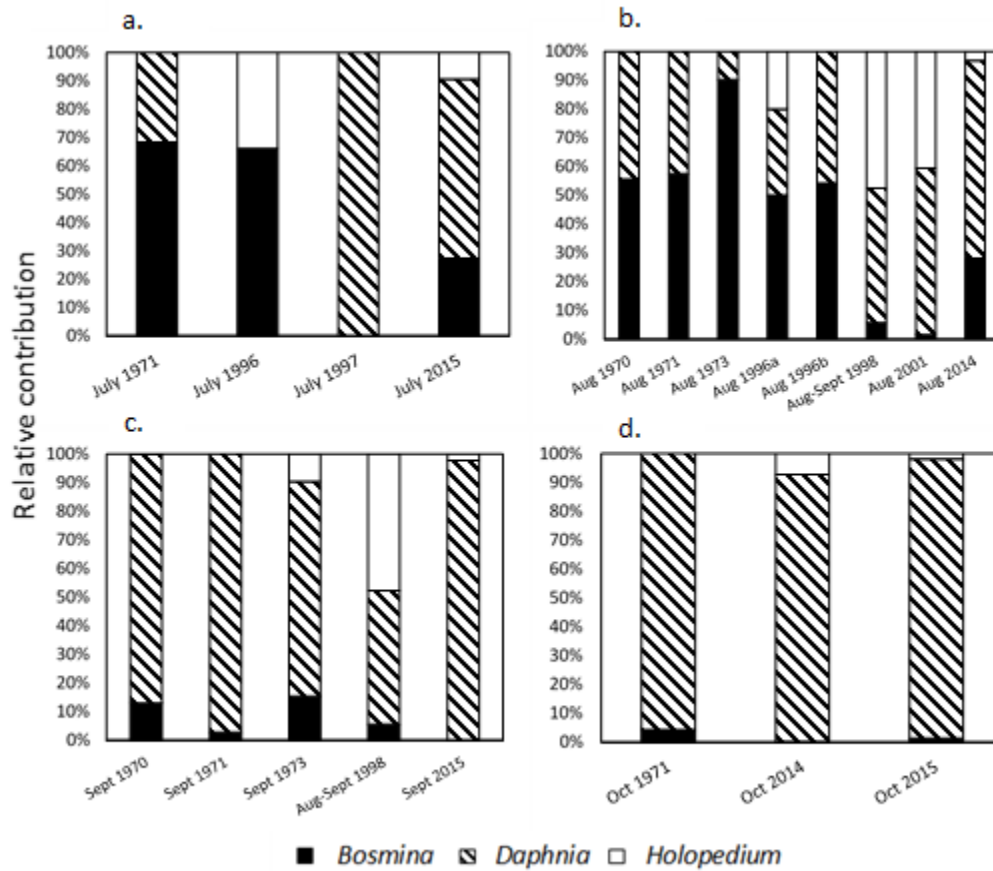 a.
100%
90%
80%
70%
60%
50%
40%
30%
20%
10%
0%
July 1971
July 1996
July 1997
July 2015
b.
100%
90%
80%
70%
60%
50%
40%
30%
20%
10%
0%
Aug 1970
Aug 1971
Aug 1973
Aug 1996a
Aug 1996b
Aug-Sept 1998
Aug 2001
Aug 2014
Relative contribution
c.
100%
90%
80%
70%
60%
50%
40%
30%
20%
10%
0%
Sept 1970
Sept 1971
Sept 1973
Aug-Sept 1998
Sept 2015
d.
100%
90%
80%
70%
60%
50%
40%
30%
20%
10%
0%
Oct 1971
Oct 2014
Oct 2015
Bosmina Daphnia Holopedium